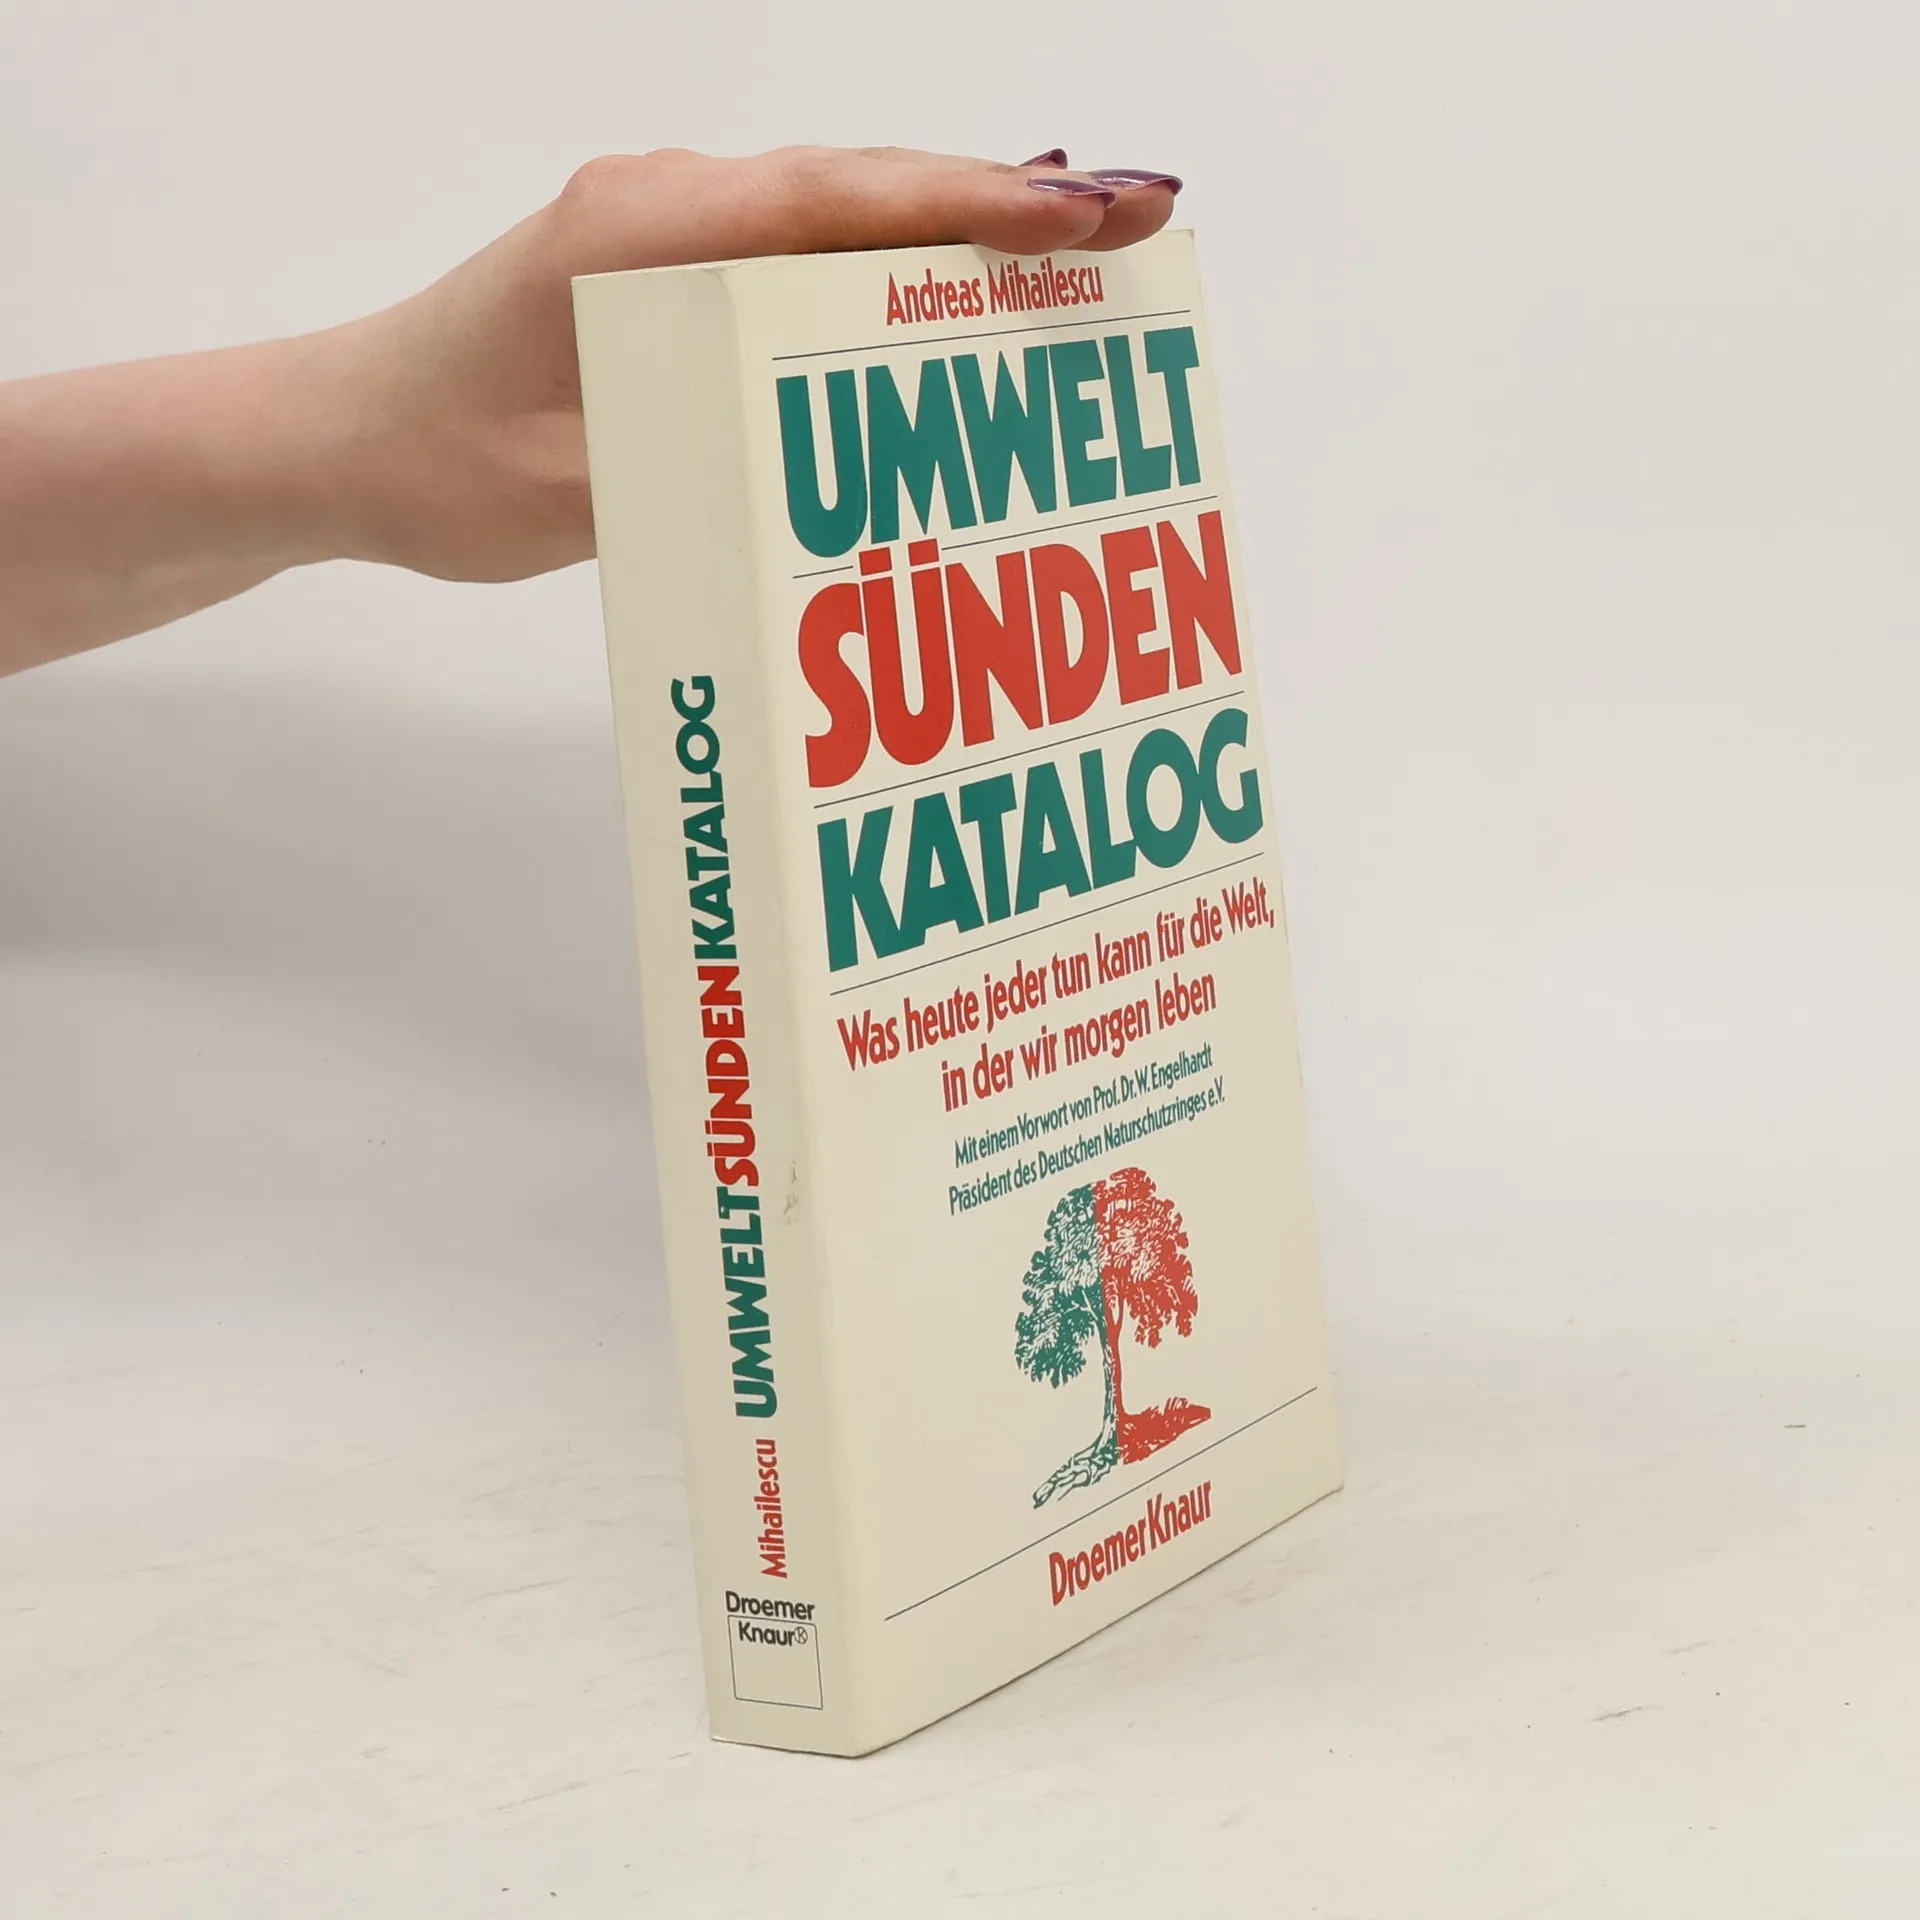 Andreas Mihailescu
UMWELT
SÜNDEN
KATALOG
Was heute jeder tun kann für die Welt,
in der wir morgen leben
Mit einem Vorwort von Prof. Dr. W. Engelhardt
Präsident des Deutschen Naturschutzringes e.V.
Droemer Knaur
Mihailescu UMWELTSÜNDENKATALOG
Droemer
Knaur